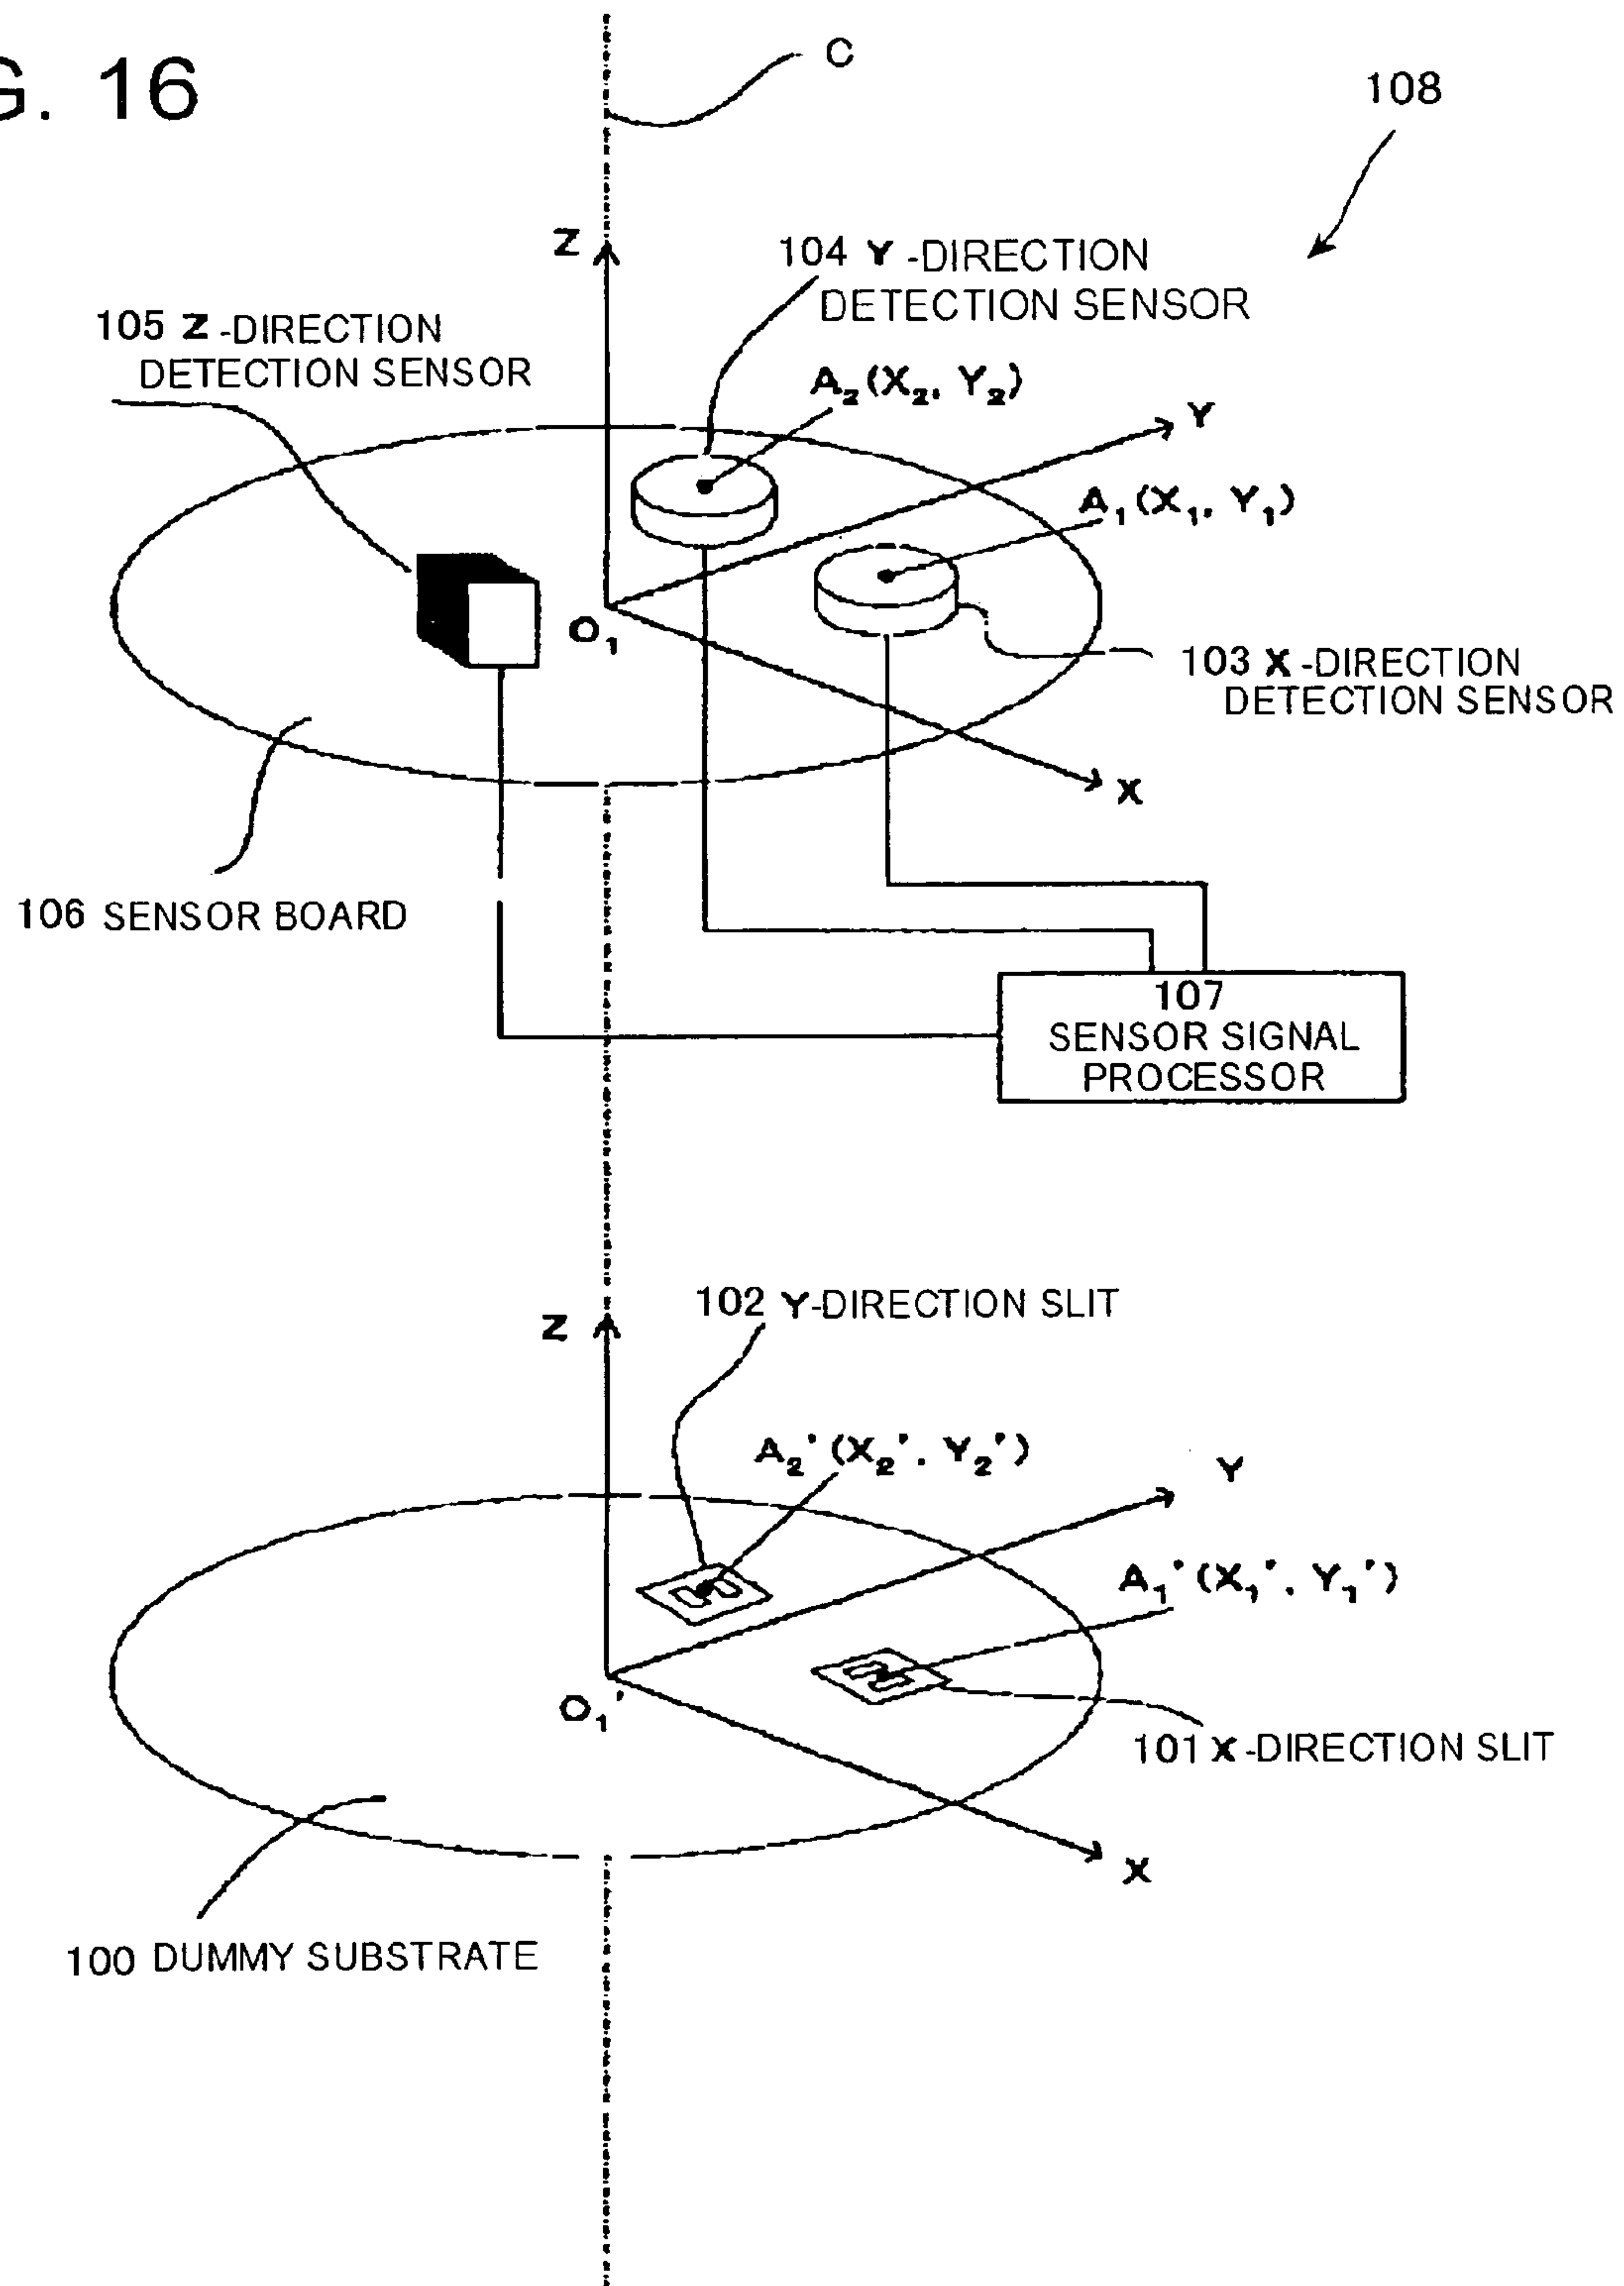 G. 16
C
108
Z
104 Y-DIRECTION
DETECTION SENSOR
105 Z-DIRECTION
DETECTION SENSOR
A₂(X₂, Y₂)
Y
A₁(X₁, Y₁)
O₁
103 X-DIRECTION
DETECTION SENSOR
X
106 SENSOR BOARD
107
SENSOR SIGNAL
PROCESSOR
102 Y-DIRECTION SLIT
Z
A₂'(X₂', Y₂')
Y
A₁'(X₁', Y₁')
O₁'
101 X-DIRECTION SLIT
X
100 DUMMY SUBSTRATE